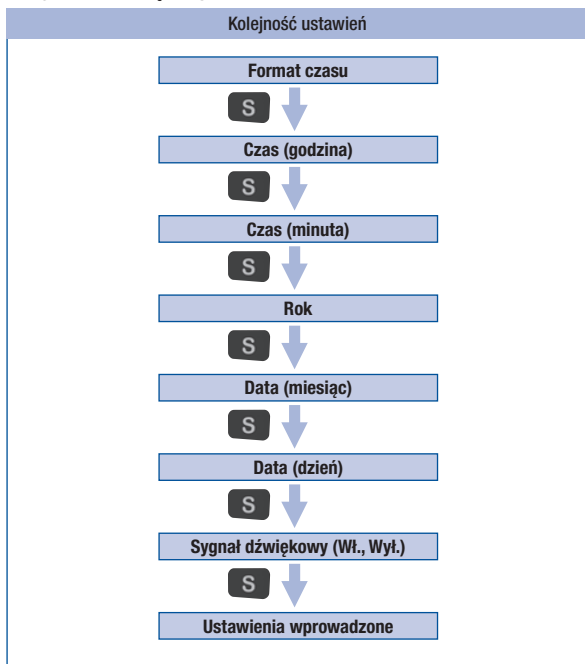 Kolejność ustawień
Format czasu
S
Czas (godzina)
S
Czas (minuta)
S
Rok
S
Data (miesiąc)
S
Data (dzień)
S
Sygnał dźwiękowy (Wł., Wył.)
S
Ustawienia wprowadzone